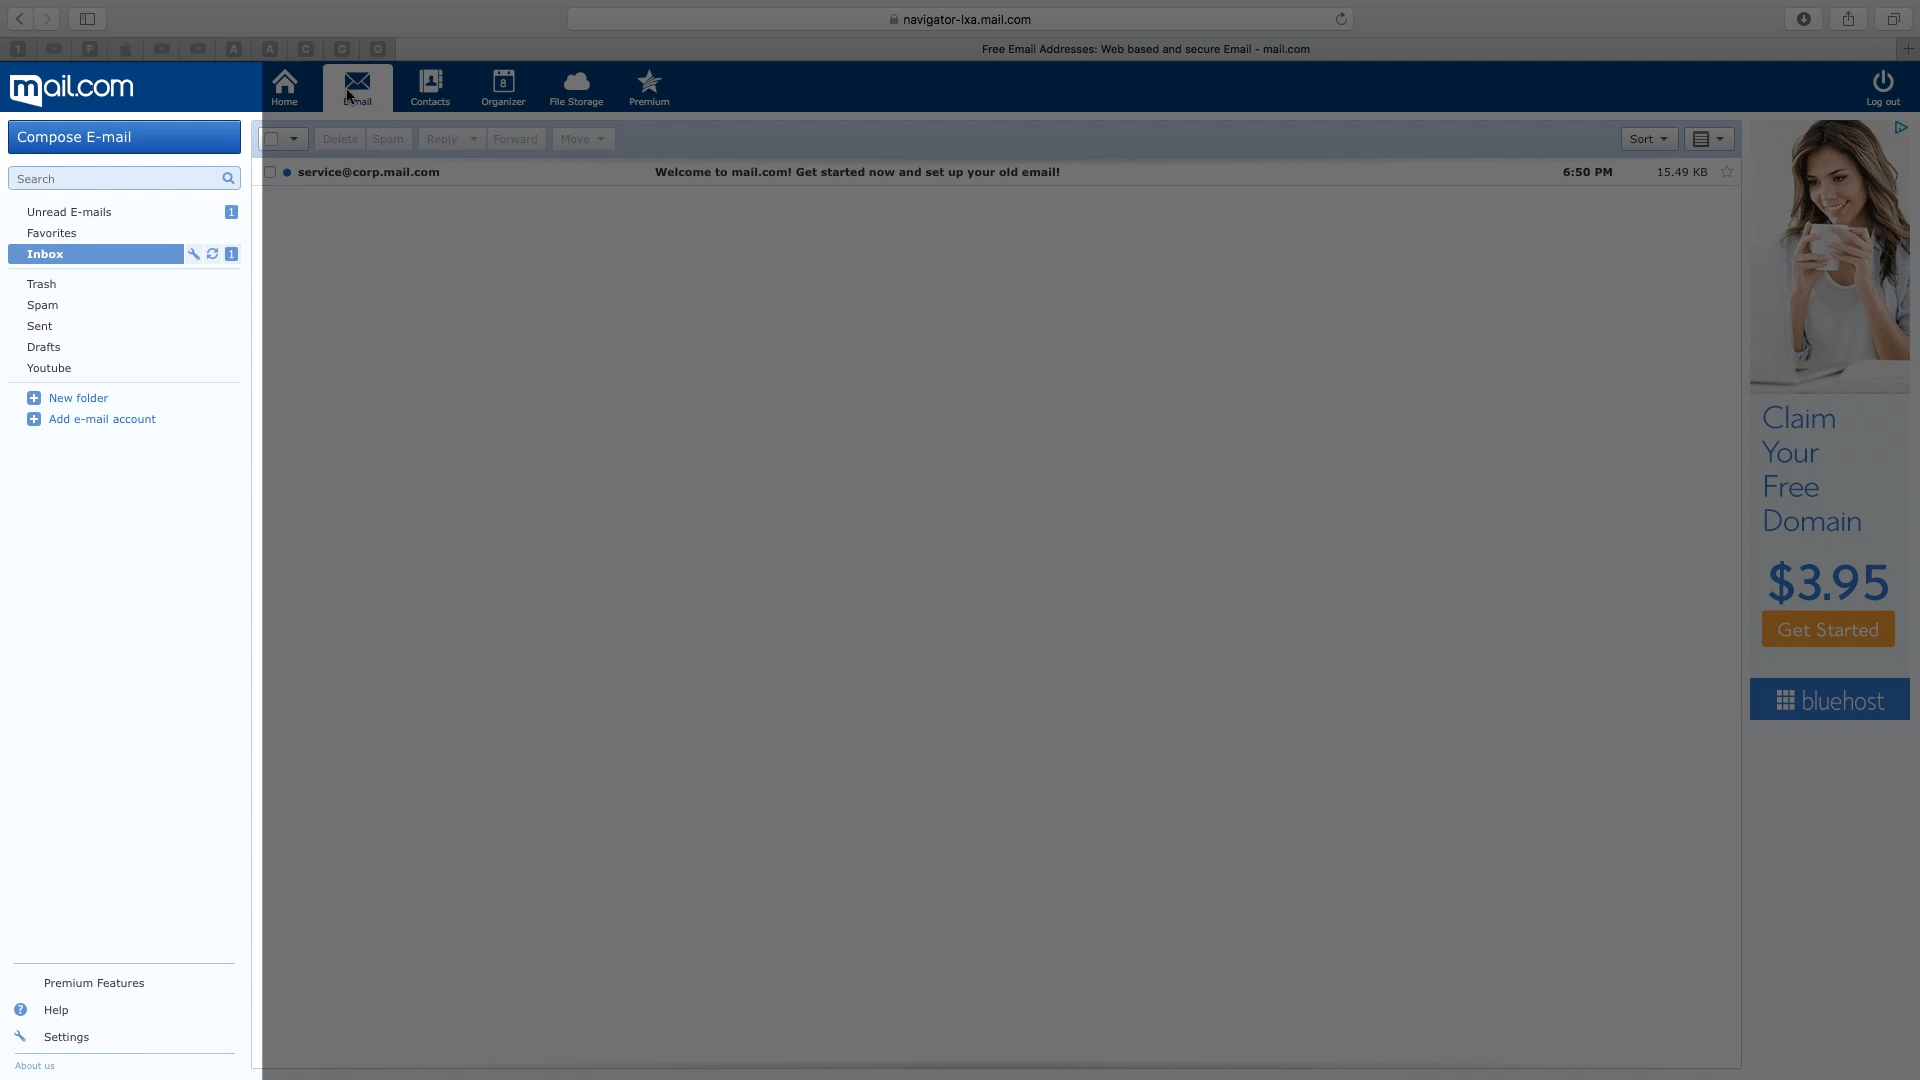 navigator-lxa.mail.com
1 F A A C G G Free Email Addresses: Web based and secure Email - mail.com
mail.com
Home E-mail Contacts 8 Organizer File Storage Premium Log out
Compose E-mail
Delete Spam Reply Forward Move Sort
service@corp.mail.com Welcome to mail.com! Get started now and set up your old email! 6:50 PM 15.49 KB
Search
Unread E-mails 1
Favorites
Inbox 1
Trash
Spam
Sent
Drafts
Youtube
New folder
Add e-mail account
Premium Features
? Help
Settings
About us
Claim
Your
Free
Domain
$3.95
Get Started
bluehost